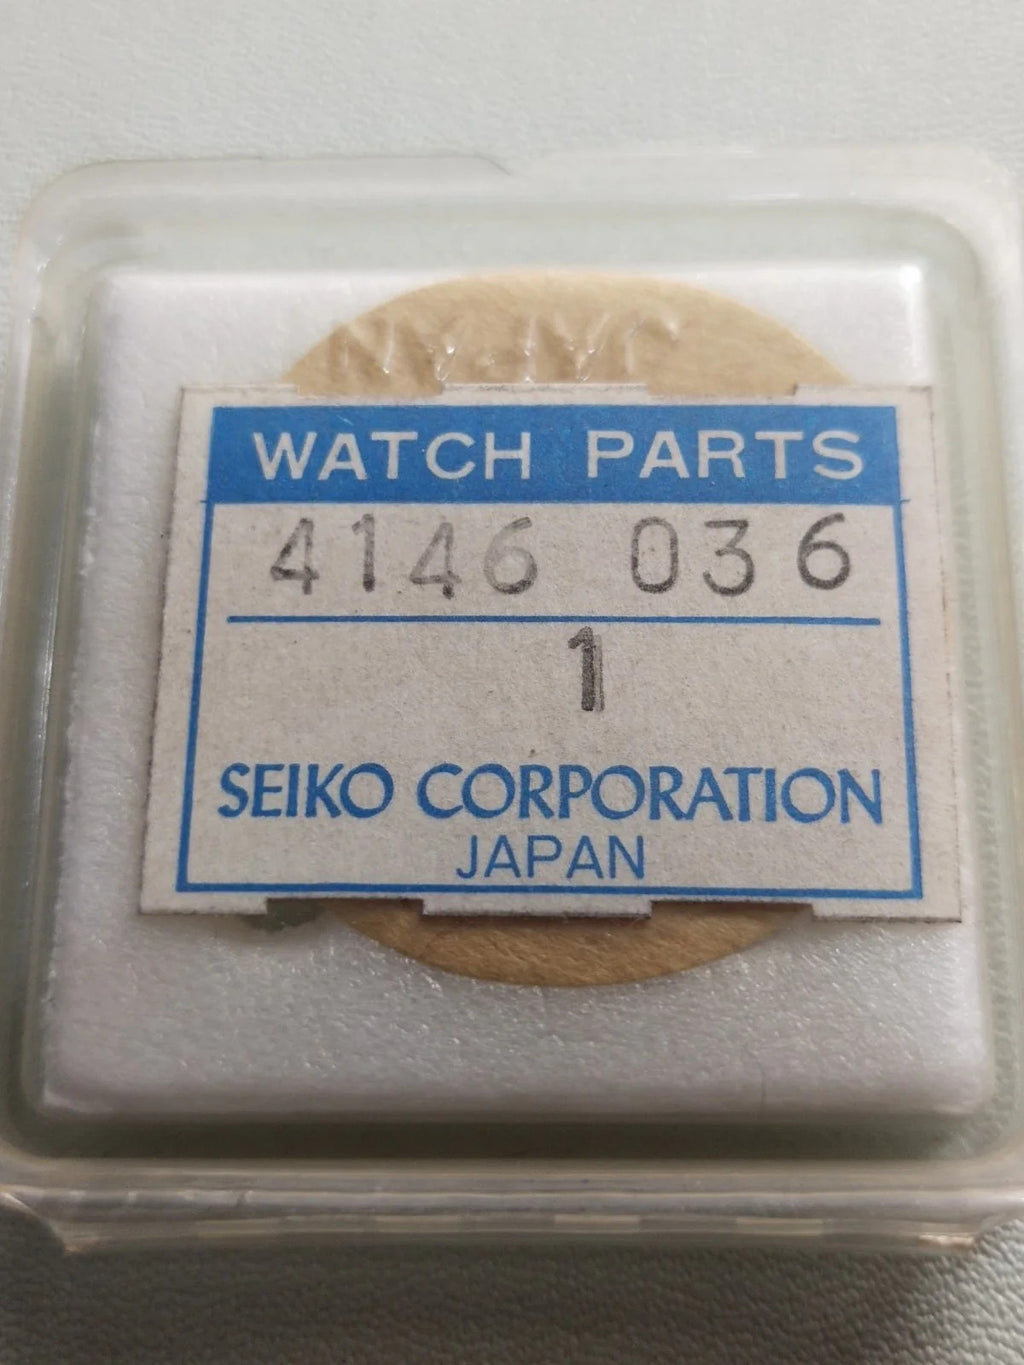 WATCH PARTS
4146 036
1
SEIKO CORPORATION
JAPAN